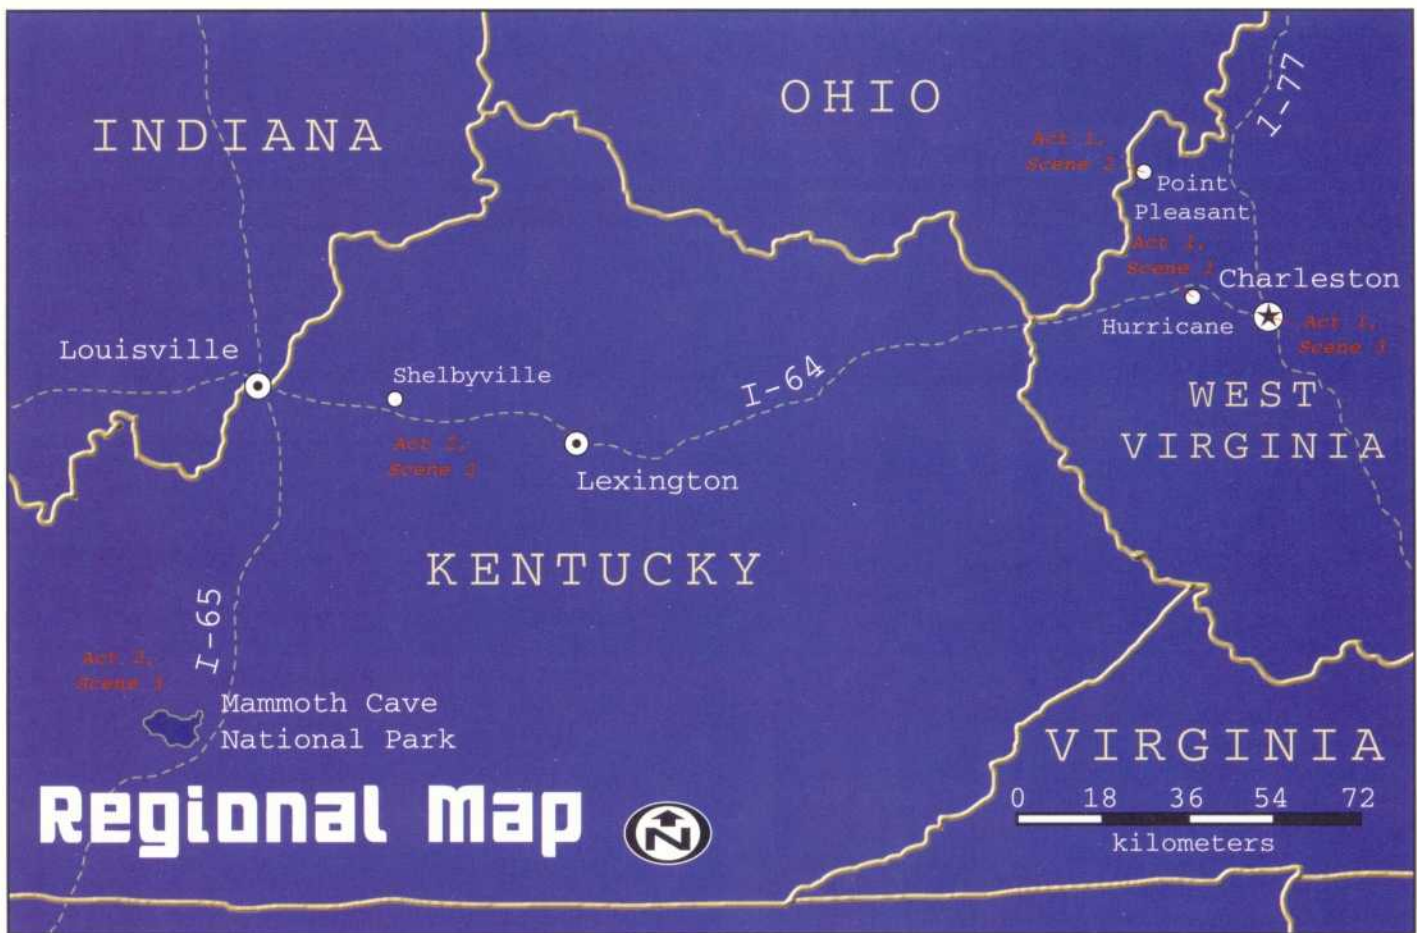 INDIANA
OHIO
1-77
Act 1,
Scene 2
Point
Pleasant
Act 1,
Scene 1
Charleston
Hurricane
Act 1,
Scene 3
Louisville
Shelbyville
I-64
WEST
VIRGINIA
Act 2,
Scene 2
Lexington
KENTUCKY
I-65
Act 3,
Scene 3
Mammoth Cave
National Park
VIRGINIA
Regional Map
N
0 18 36 54 72
kilometers